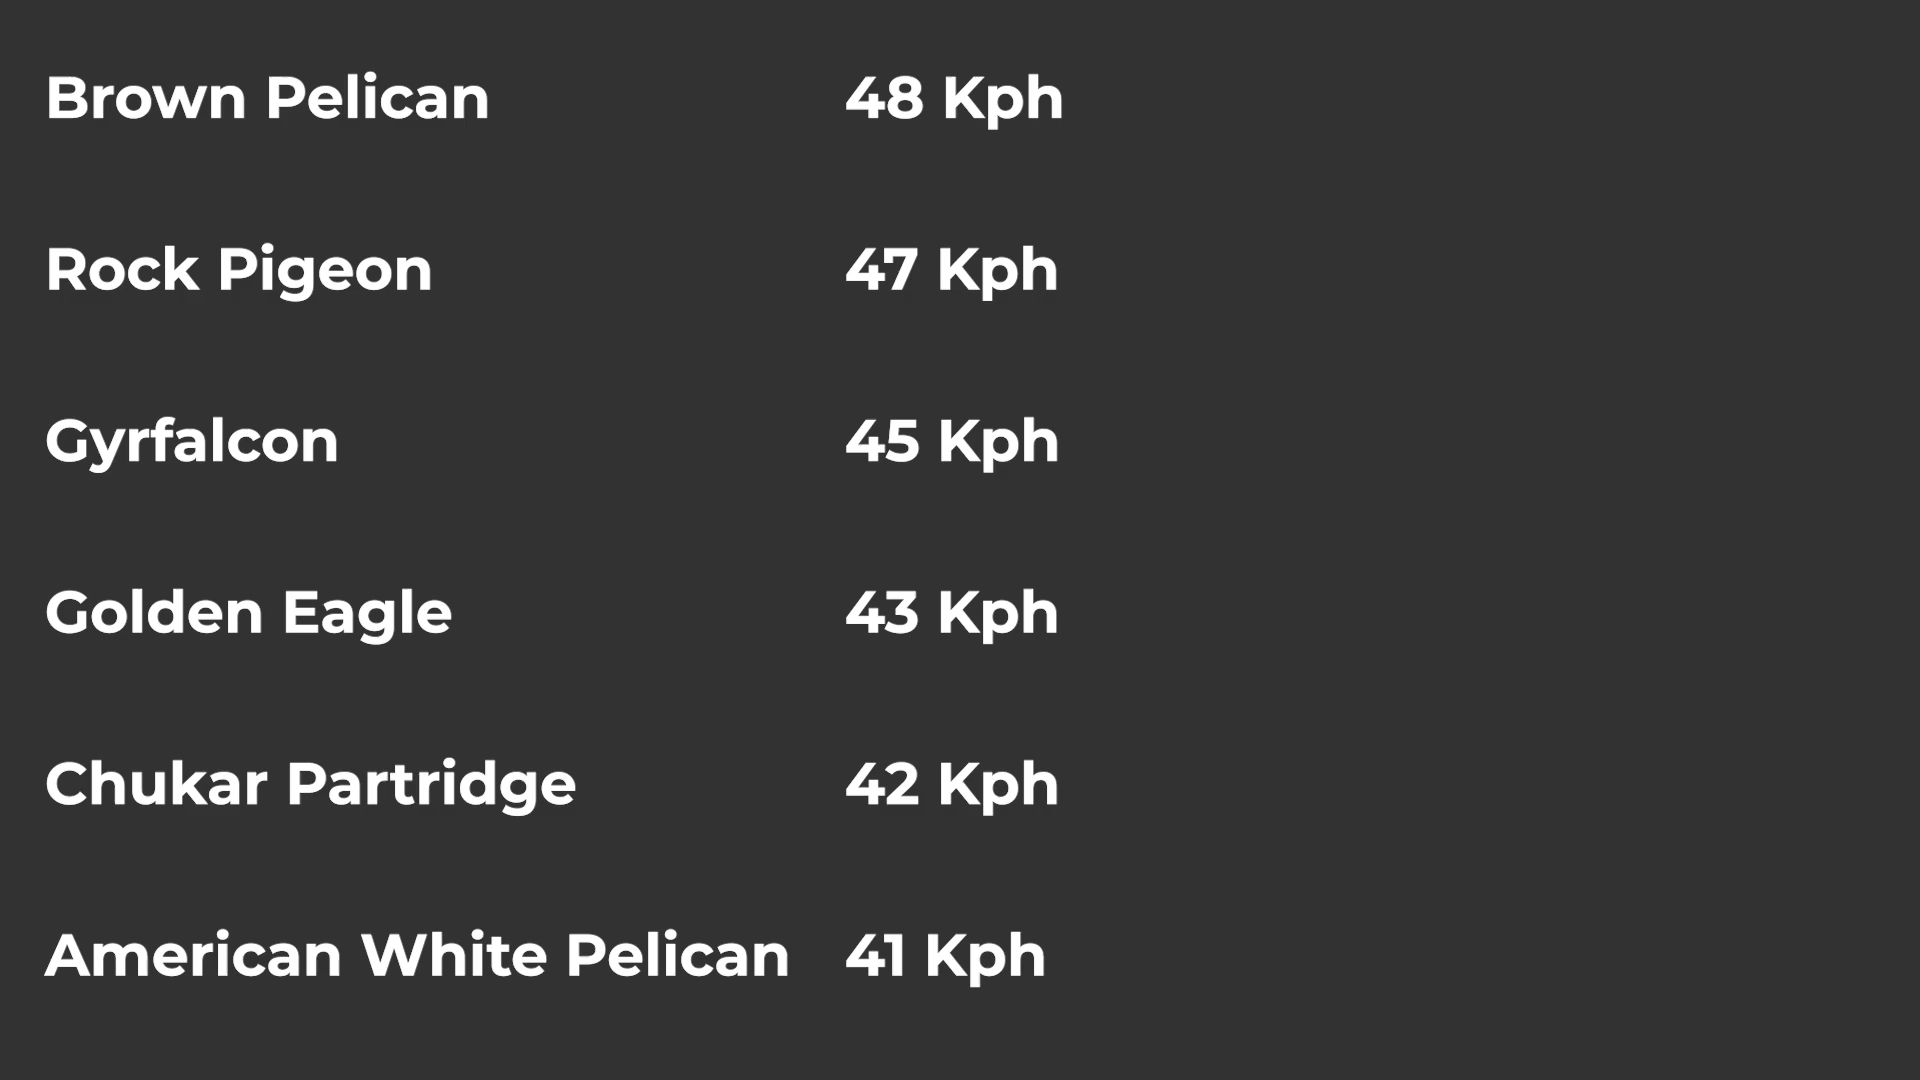 Brown Pelican 48 Kph
Rock Pigeon 47 Kph
Gyrfalcon 45 Kph
Golden Eagle 43 Kph
Chukar Partridge 42 Kph
American White Pelican 41 Kph